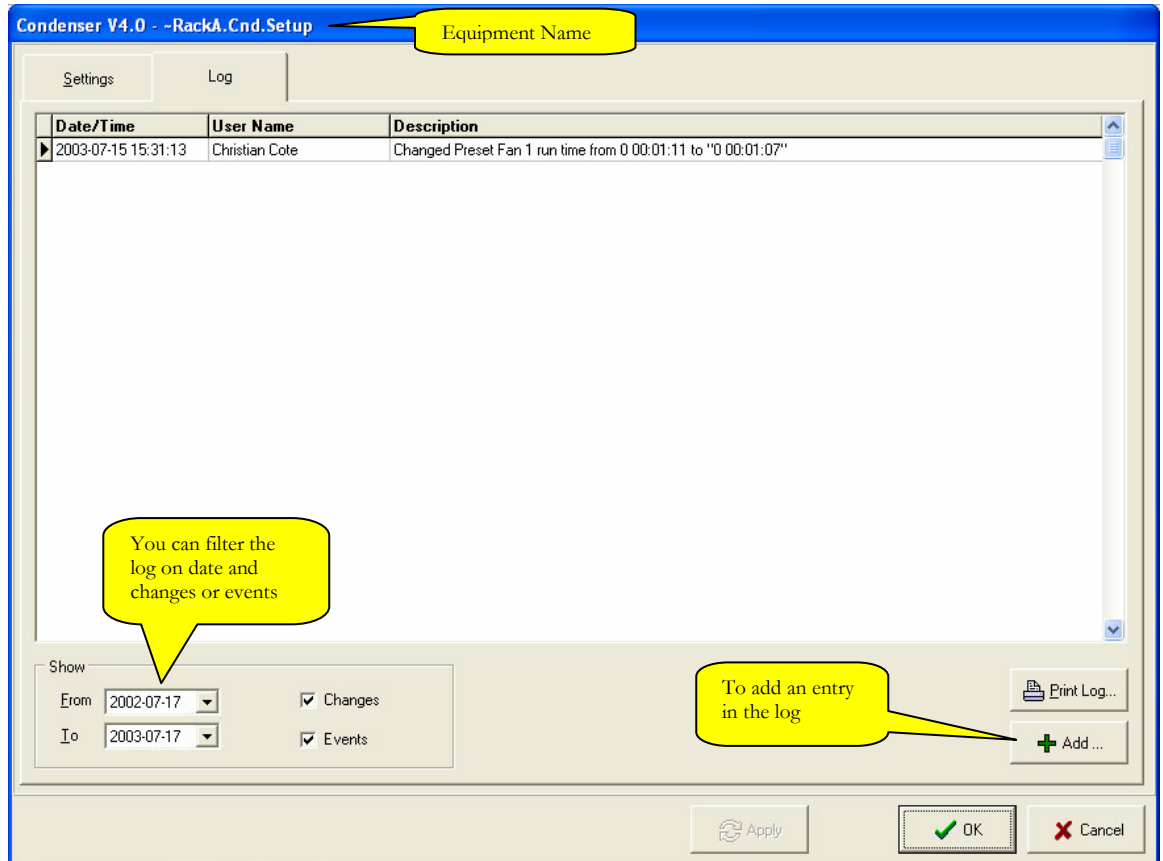 Condenser V4.0 - ~RackA.Cnd.Setup
Equipment Name
Settings Log
Date/Time User Name Description
2003-07-15 15:31:13 Christian Cote Changed Preset Fan 1 run time from 0 00:01:11 to "0 00:01:07"
You can filter the
log on date and
changes or events
Show
From 2002-07-17 Changes
To 2003-07-17 Events
To add an entry
in the log
Print Log...
Add ...
Apply OK Cancel